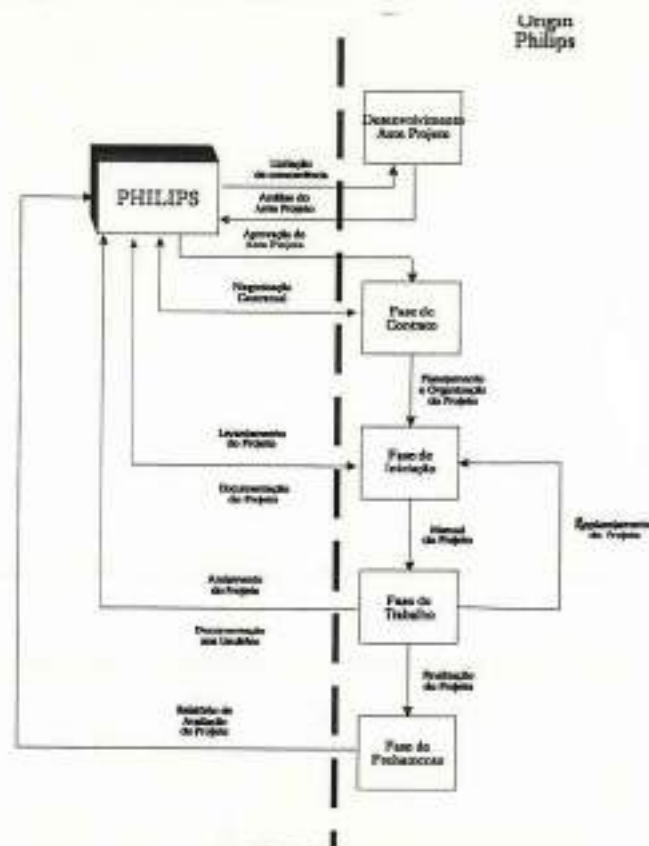 Origin
Philips
Desenvolvimento
Ante Projeto
PHILIPS
Análise do
Ante Projeto
Aprovação do
Ante Projeto
Negociação
Contratual
Fase de
Contrato
Planejamento
e Organização
do Projeto
Levantamento
do Projeto
Fase de
Iniciação
Documentação
do Projeto
Manual
do Projeto
do Projeto
Andamento
do Projeto
Fase de
Trabalho
Documentação
aos Usuários
Finalização
do Projeto
Relatório de
Avaliação
do Projeto
Fase de